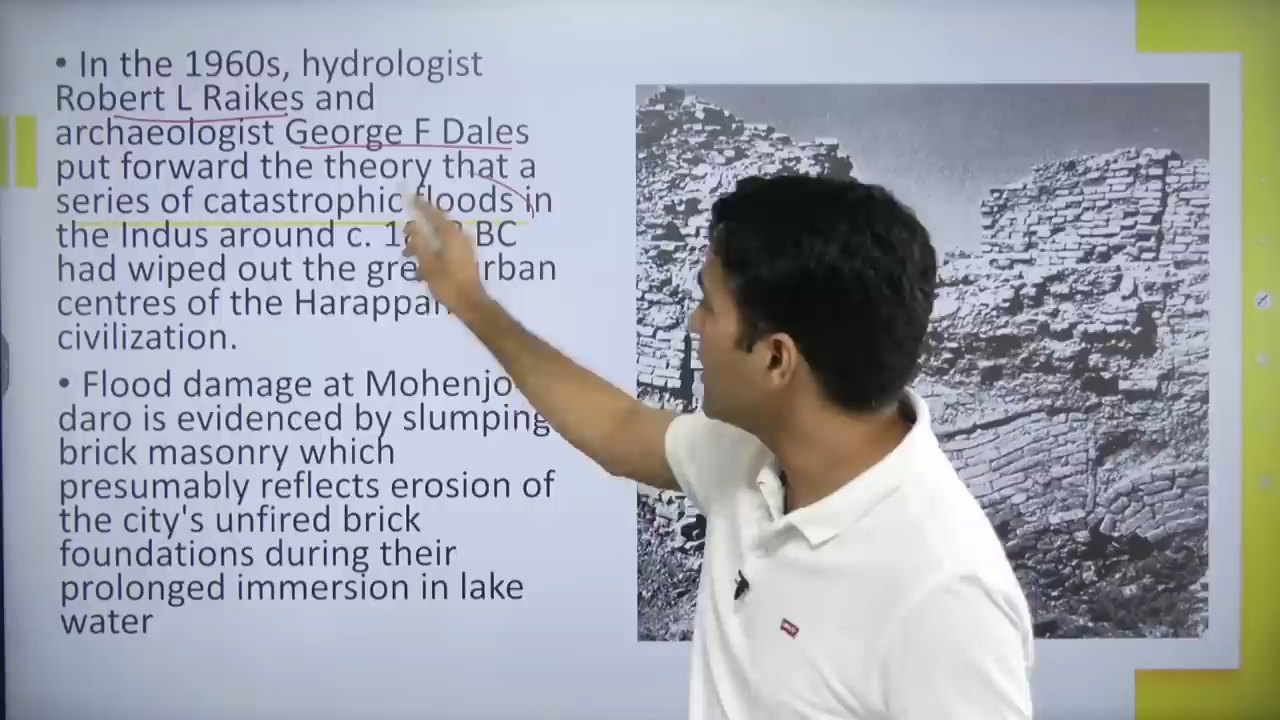 • In the 1960s, hydrologist
Robert L Raikes and
archaeologist George F Dales
put forward the theory that a
series of catastrophic floods in
the Indus around c. BC
had wiped out the
centres of the Harappan
civilization.
• Flood damage at Mohenjo
daro is evidenced by slumping
brick masonry which
presumably reflects erosion of
the city's unfired brick
foundations during their
prolonged immersion in lake
water